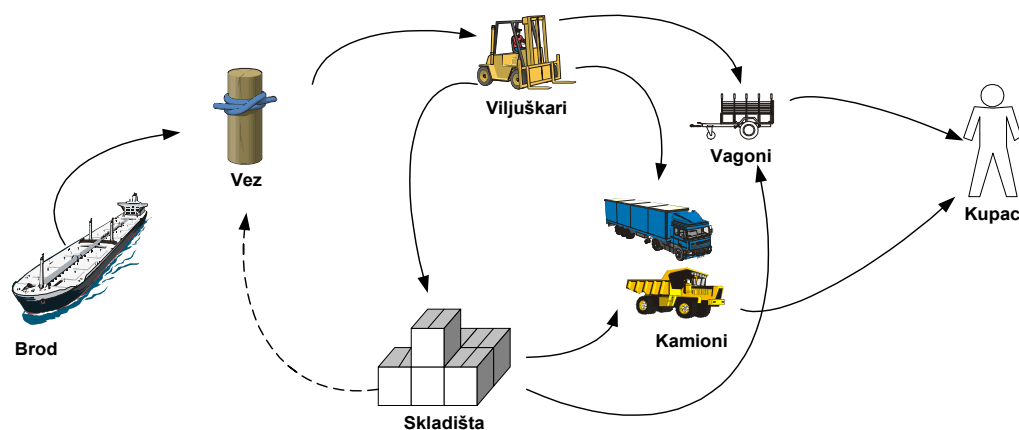 Viljuškari
Vagoni
Vez
Kupac
Kamioni
Brod
Skladišta